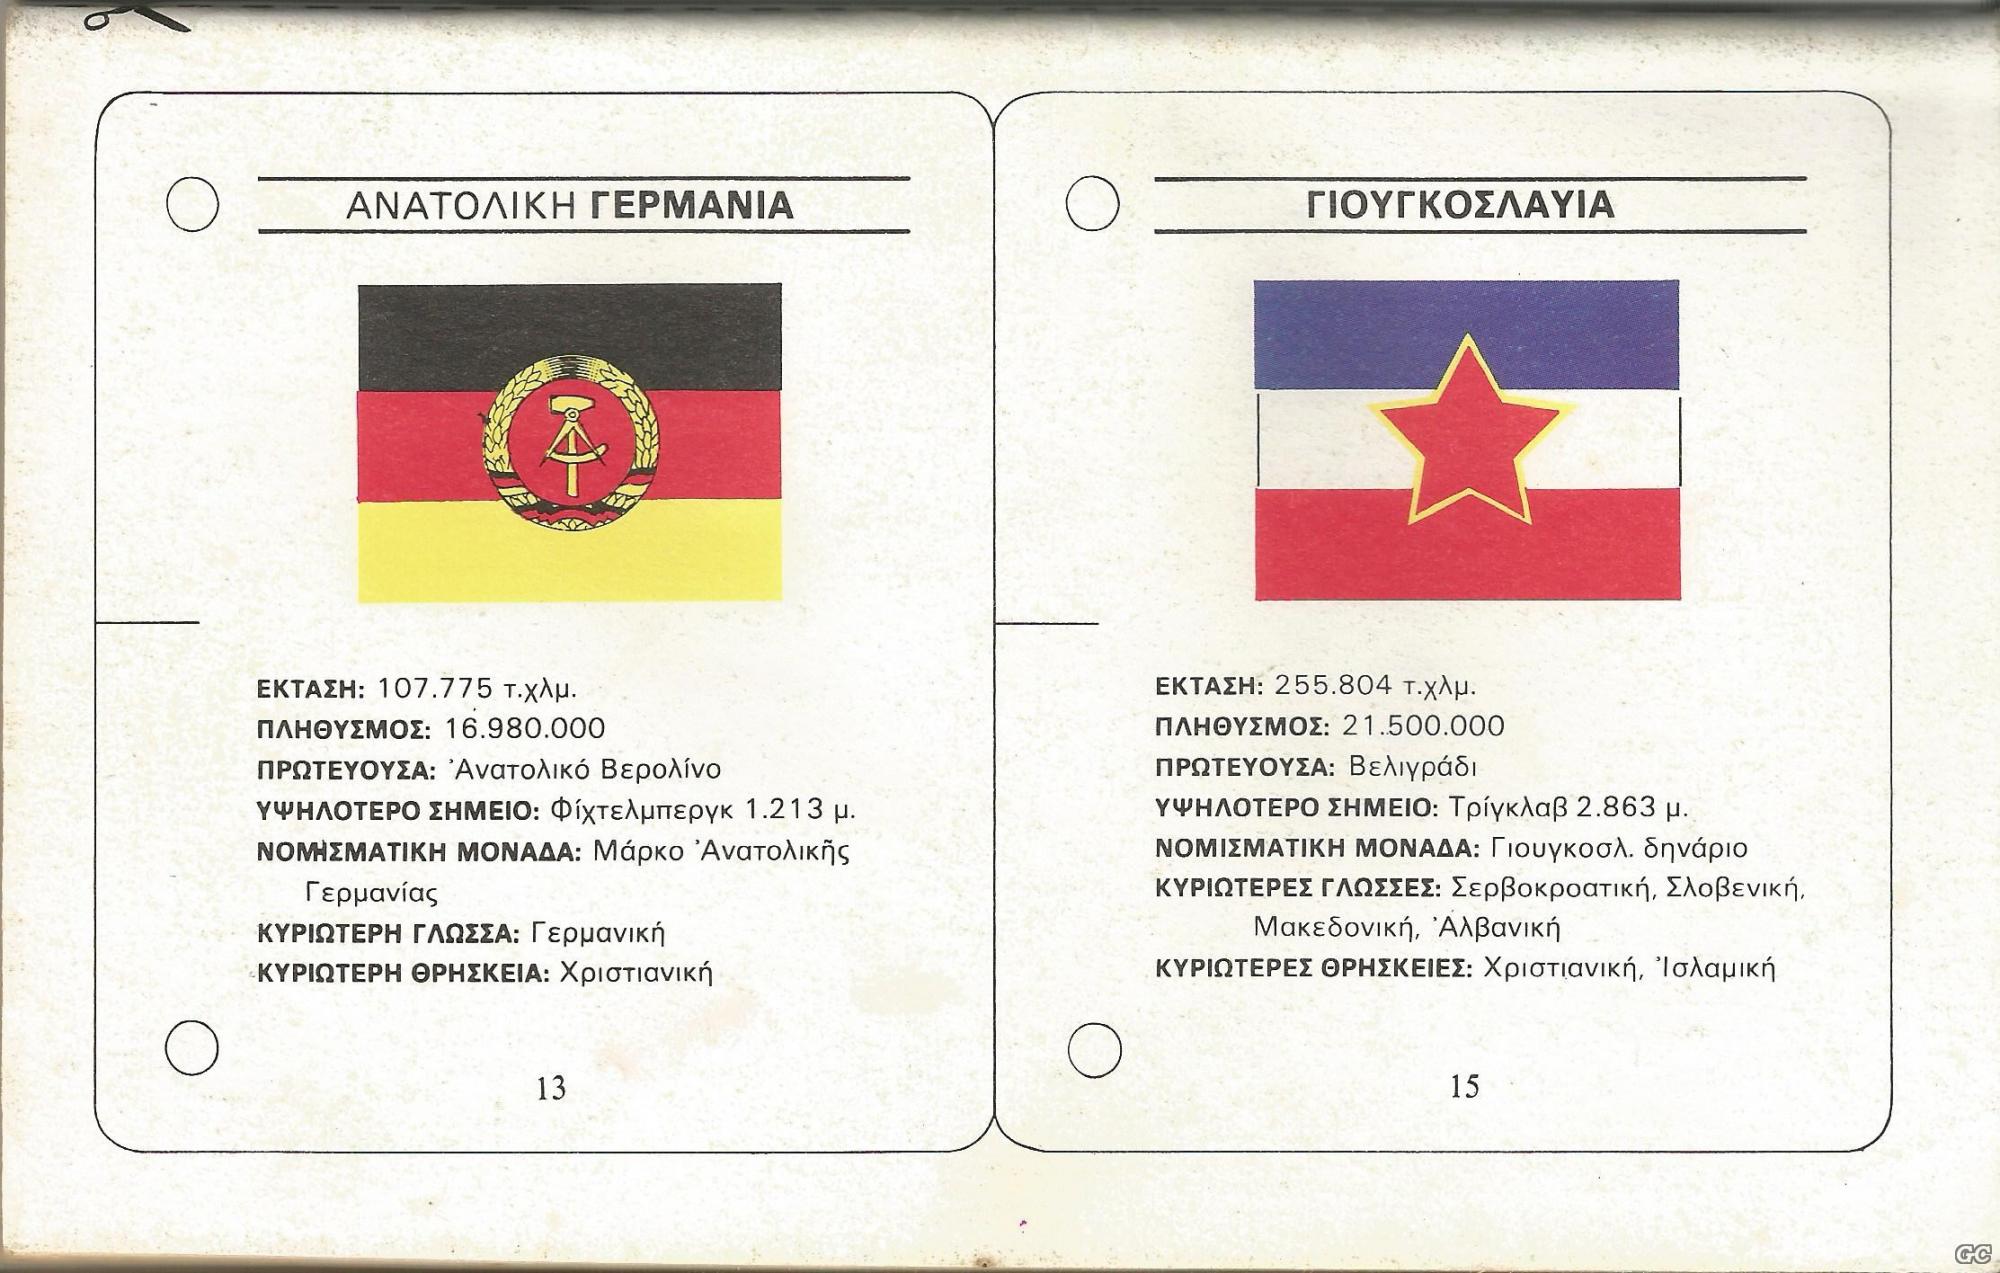 ΑΝΑΤΟΛΙΚΗ ΓΕΡΜΑΝΙΑ
ΕΚΤΑΣΗ: 107.775 τ.χλμ.
ΠΛΗΘΥΣΜΟΣ: 16.980.000
ΠΡΩΤΕΥΟΥΣΑ: Ἀνατολικό Βερολίνο
ΥΨΗΛΟΤΕΡΟ ΣΗΜΕΙΟ: Φίχτελμπεργκ 1.213 μ.
ΝΟΜΙΣΜΑΤΙΚΗ ΜΟΝΑΔΑ: Μάρκο Ἀνατολικῆς
Γερμανίας
ΚΥΡΙΩΤΕΡΗ ΓΛΩΣΣΑ: Γερμανική
ΚΥΡΙΩΤΕΡΗ ΘΡΗΣΚΕΙΑ: Χριστιανική
13
ΓΙΟΥΓΚΟΣΛΑΥΙΑ
ΕΚΤΑΣΗ: 255.804 τ.χλμ.
ΠΛΗΘΥΣΜΟΣ: 21.500.000
ΠΡΩΤΕΥΟΥΣΑ: Βελιγράδι
ΥΨΗΛΟΤΕΡΟ ΣΗΜΕΙΟ: Τρίγκλαβ 2.863 μ.
ΝΟΜΙΣΜΑΤΙΚΗ ΜΟΝΑΔΑ: Γιουγκοσλ. δηνάριο
ΚΥΡΙΩΤΕΡΕΣ ΓΛΩΣΣΕΣ: Σερβοκροατική, Σλοβενική,
Μακεδονική, Ἀλβανική
ΚΥΡΙΩΤΕΡΕΣ ΘΡΗΣΚΕΙΕΣ: Χριστιανική, Ἰσλαμική
15
GC